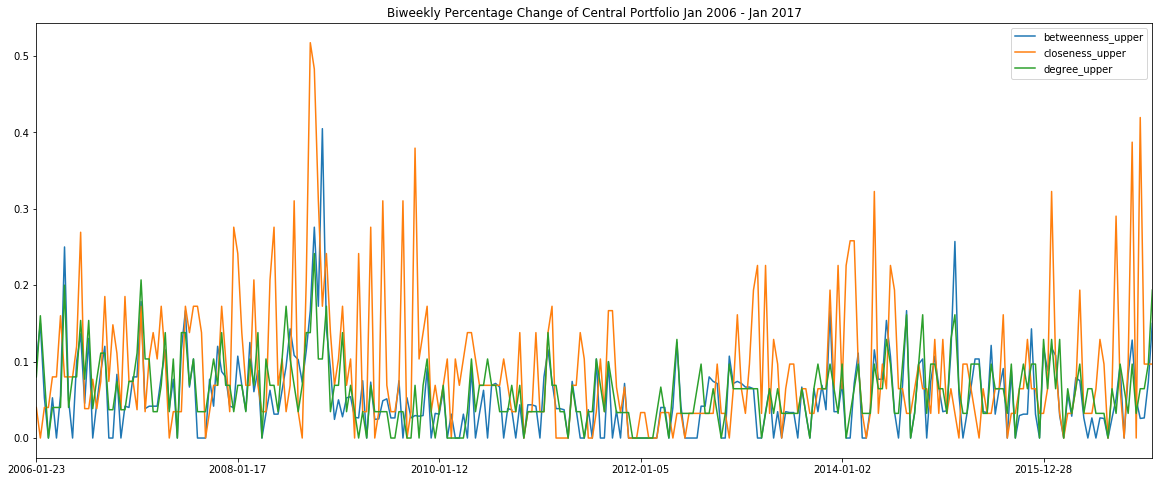 Biweekly Percentage Change of Central Portfolio Jan 2006 - Jan 2017
betweenness_upper
closeness_upper
degree_upper
0.5
0.4
0.3
0.2
0.1
0.0
2006-01-23 2008-01-17 2010-01-12 2012-01-05 2014-01-02 2015-12-28